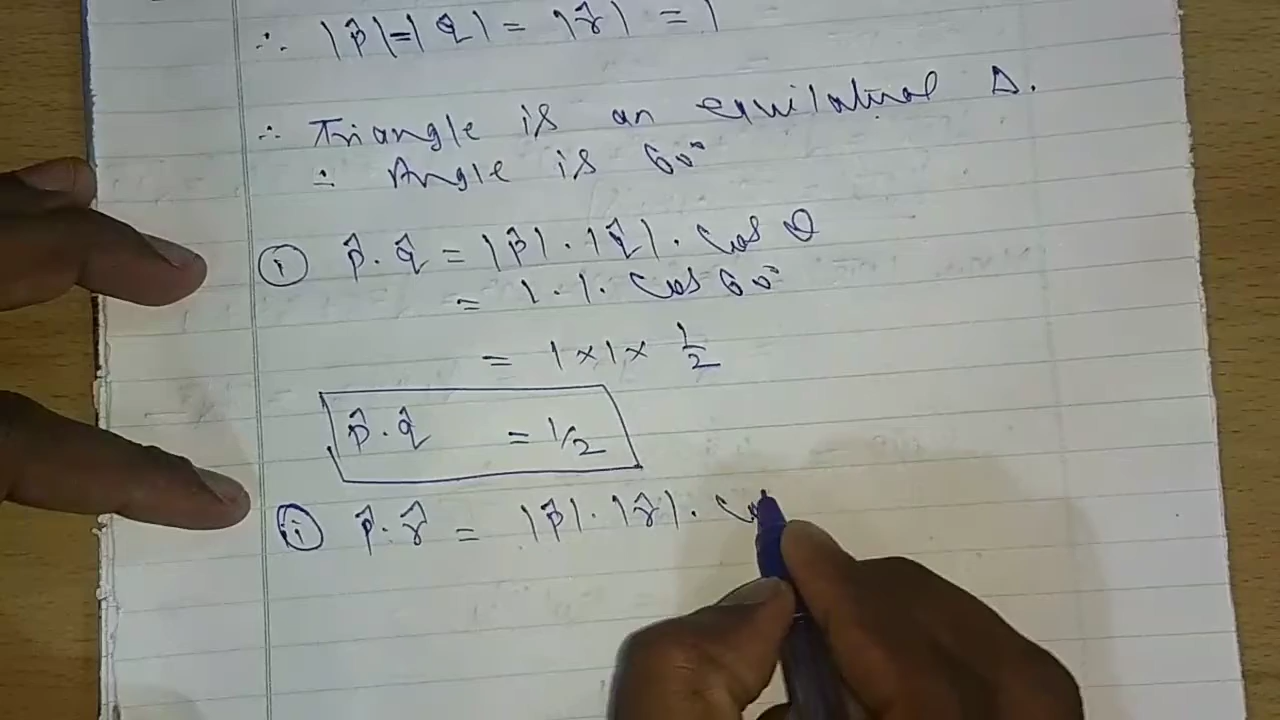 ∴ |p̂|=|q̂| = |r̂| = 1
∴ Triangle is an equilateral Δ.
∴ Angle is 60°
(i) p̂ . q̂ = |p̂| . |q̂| . Cos θ
= 1 . 1 . Cos 60°
= 1 × 1 × 1/2
p̂ . q̂ = 1/2
(ii) p̂ . r̂ = |p̂| . |r̂| . Co